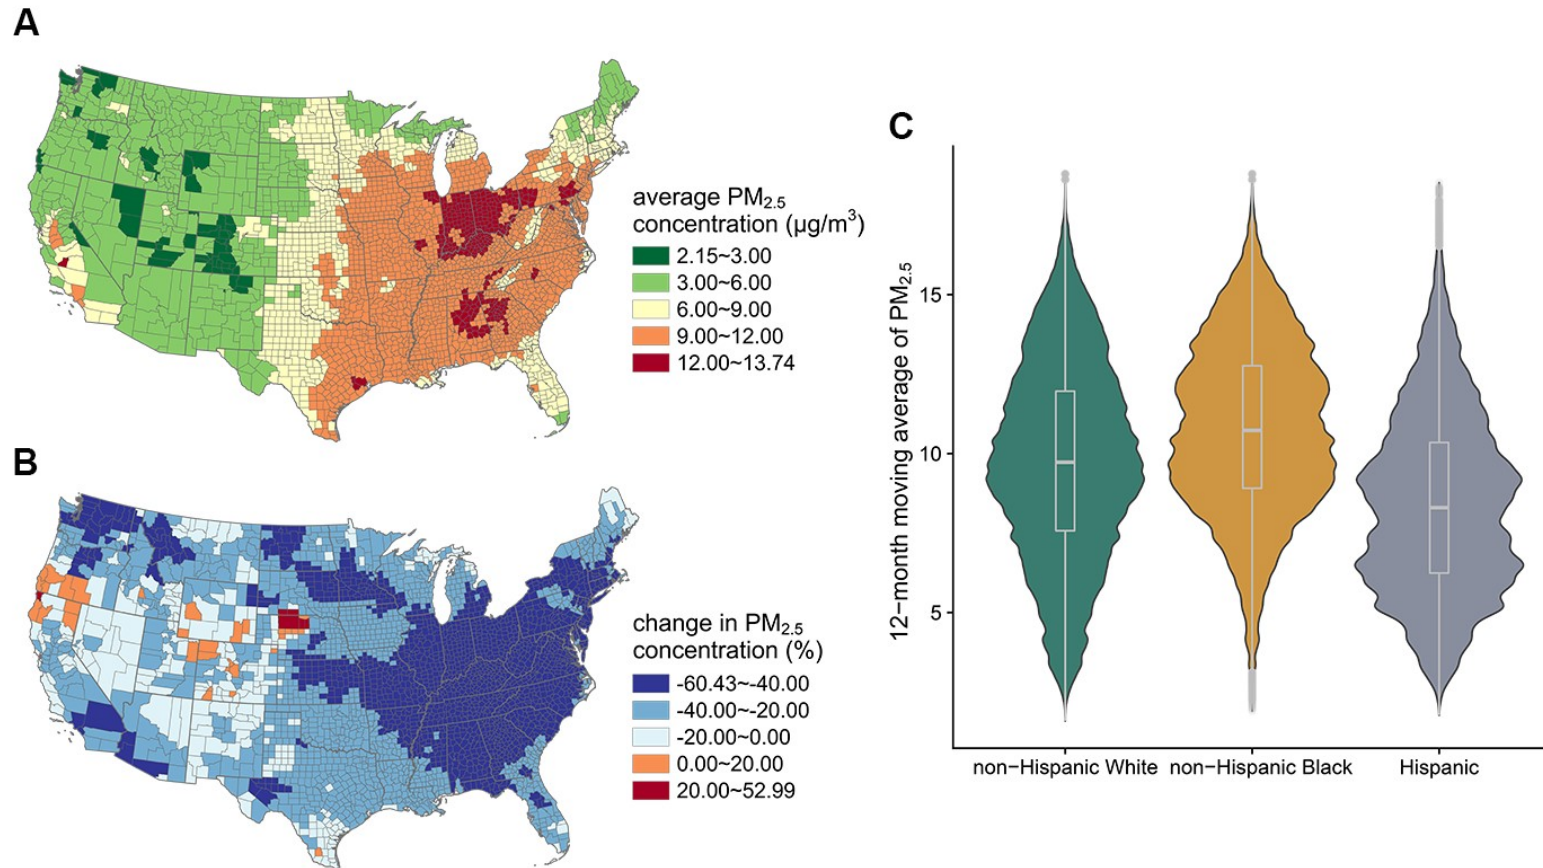 A
average PM2.5
concentration (μg/m3)
2.15~3.00
3.00~6.00
6.00~9.00
9.00~12.00
12.00~13.74
B
change in PM2.5
concentration (%)
-60.43~-40.00
-40.00~-20.00
-20.00~0.00
0.00~20.00
20.00~52.99
C
12−month moving average of PM2.5
15
10
5
non−Hispanic White
non−Hispanic Black
Hispanic